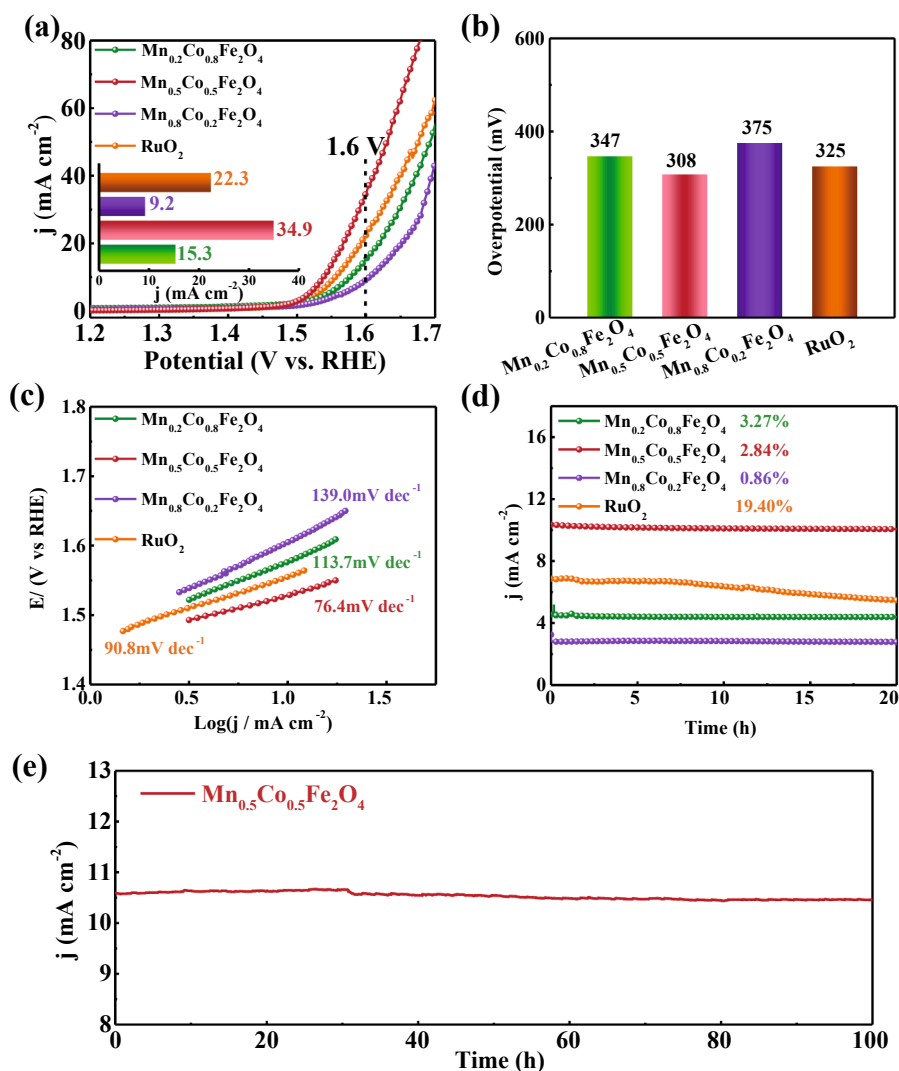 (a)
80
60
40
20
0
j (mA cm⁻²)
Mn₀.₂Co₀.₈Fe₂O₄
Mn₀.₅Co₀.₅Fe₂O₄
Mn₀.₈Co₀.₂Fe₂O₄
RuO₂
1.6 V
22.3
9.2
34.9
15.3
0 10 20 30 40
j (mA cm⁻²)
1.2 1.3 1.4 1.5 1.6 1.7
Potential (V vs. RHE)
(b)
600
400
200
0
Overpotential (mV)
347
308
375
325
Mn₀.₂Co₀.₈Fe₂O₄
Mn₀.₅Co₀.₅Fe₂O₄
Mn₀.₈Co₀.₂Fe₂O₄
RuO₂
(c)
1.8
1.7
1.6
1.5
1.4
E/ (V vs RHE)
Mn₀.₂Co₀.₈Fe₂O₄
Mn₀.₅Co₀.₅Fe₂O₄
Mn₀.₈Co₀.₂Fe₂O₄
RuO₂
139.0mV dec⁻¹
113.7mV dec⁻¹
76.4mV dec⁻¹
90.8mV dec⁻¹
0.0 0.5 1.0 1.5
Log(j / mA cm⁻²)
(d)
16
12
8
4
0
j (mA cm⁻²)
Mn₀.₂Co₀.₈Fe₂O₄ 3.27%
Mn₀.₅Co₀.₅Fe₂O₄ 2.84%
Mn₀.₈Co₀.₂Fe₂O₄ 0.86%
RuO₂ 19.40%
0 5 10 15 20
Time (h)
(e)
13
12
11
10
9
8
j (mA cm⁻²)
Mn₀.₅Co₀.₅Fe₂O₄
0 20 40 60 80 100
Time (h)